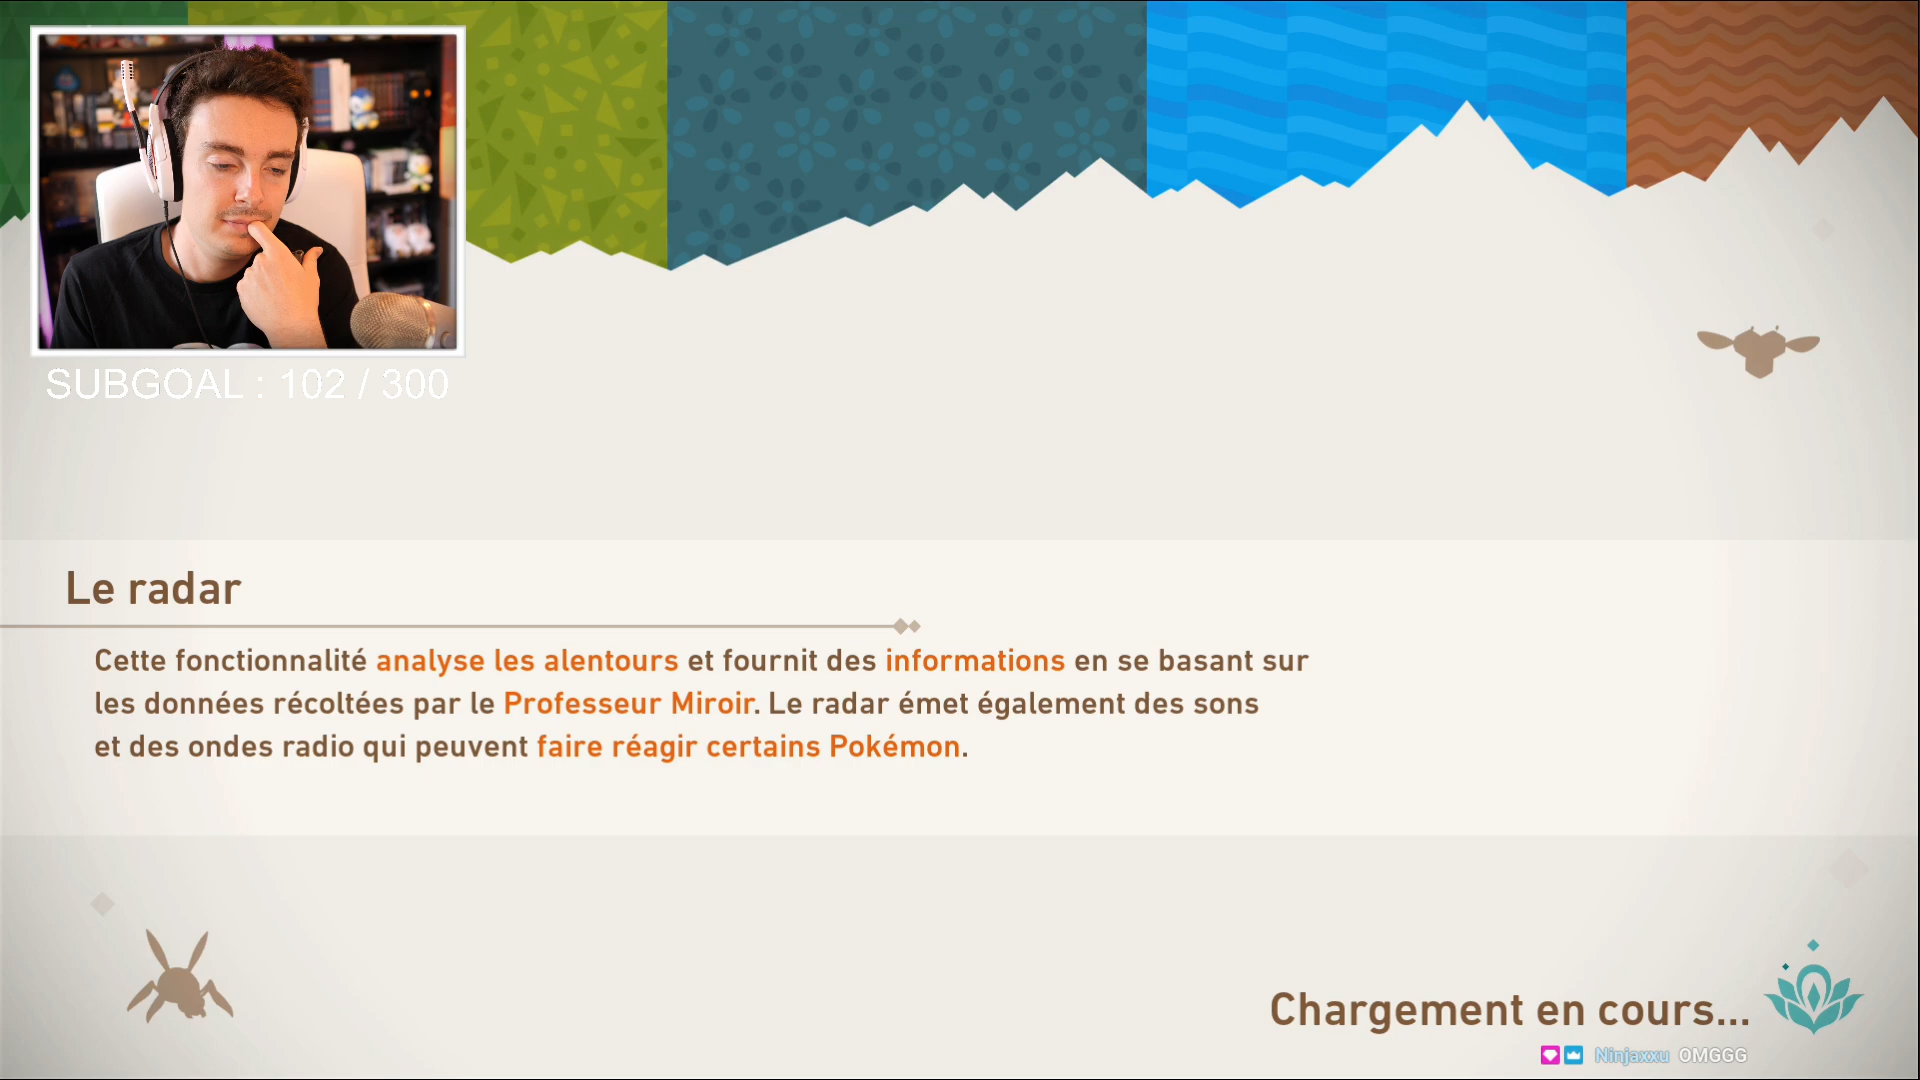 SUBGOAL : 102 / 300
Le radar
Cette fonctionnalité analyse les alentours et fournit des informations en se basant sur
les données récoltées par le Professeur Miroir. Le radar émet également des sons
et des ondes radio qui peuvent faire réagir certains Pokémon.
Chargement en cours...
Ninjaxxu OMGGG